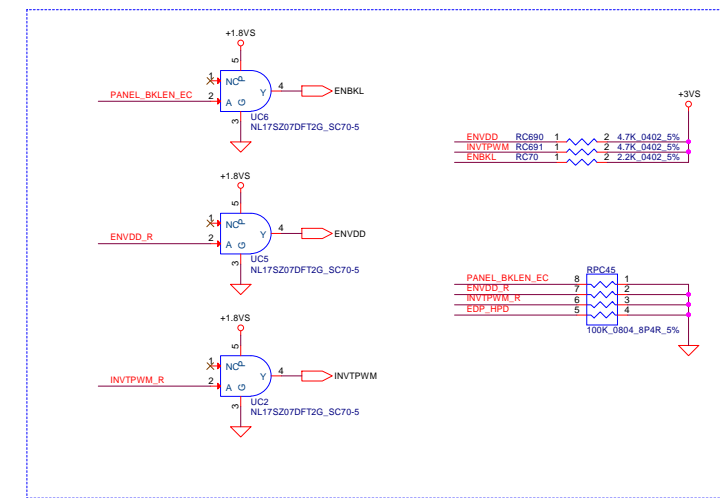 +1.8VS
5
1 NC P
PANEL_BKLEN_EC 2 A G Y 4 ENBKL
3
UC6
NL17SZ07DFT2G_SC70-5
+1.8VS
5
1 NC P
ENVDD_R 2 A G Y 4 ENVDD
3
UC5
NL17SZ07DFT2G_SC70-5
+1.8VS
5
1 NC P
INVTPWM_R 2 A G Y 4 INVTPWM
3
UC2
NL17SZ07DFT2G_SC70-5
+3VS
ENVDD RC690 1 2 4.7K_0402_5%
INVTPWM RC691 1 2 4.7K_0402_5%
ENBKL RC70 1 2 2.2K_0402_5%
RPC45
PANEL_BKLEN_EC 8 1
ENVDD_R 7 2
INVTPWM_R 6 3
EDP_HPD 5 4
100K_0804_8P4R_5%